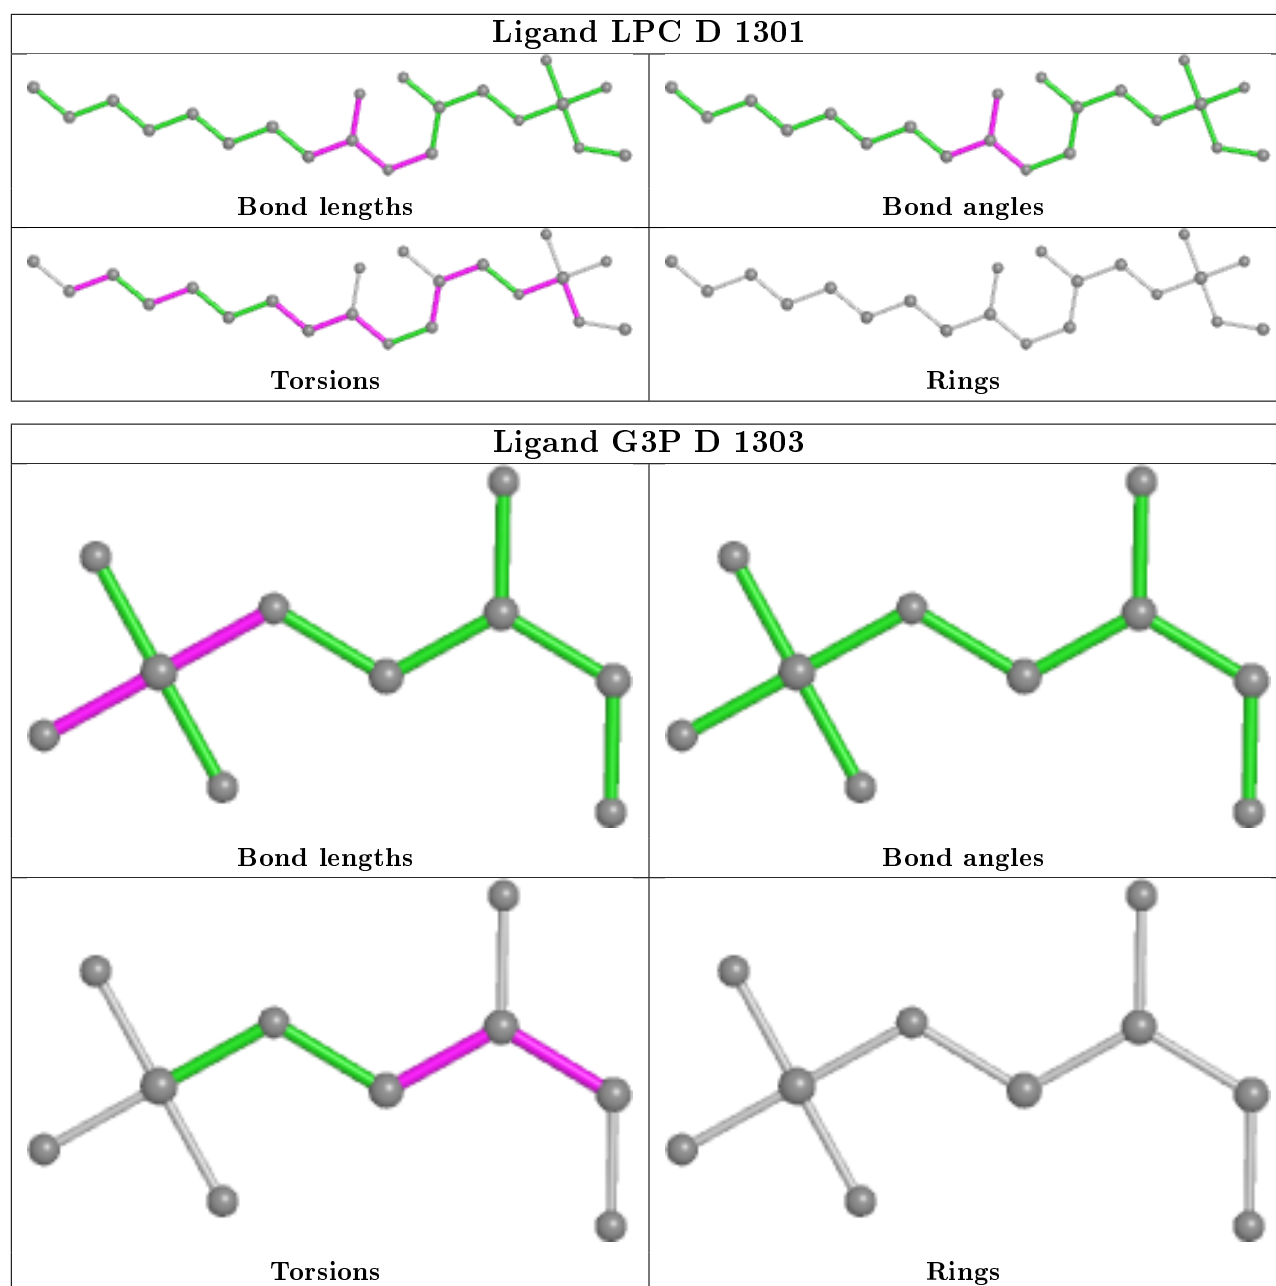 Ligand LPC D 1301
Bond lengths
Bond angles
Torsions
Rings
Ligand G3P D 1303
Bond lengths
Bond angles
Torsions
Rings